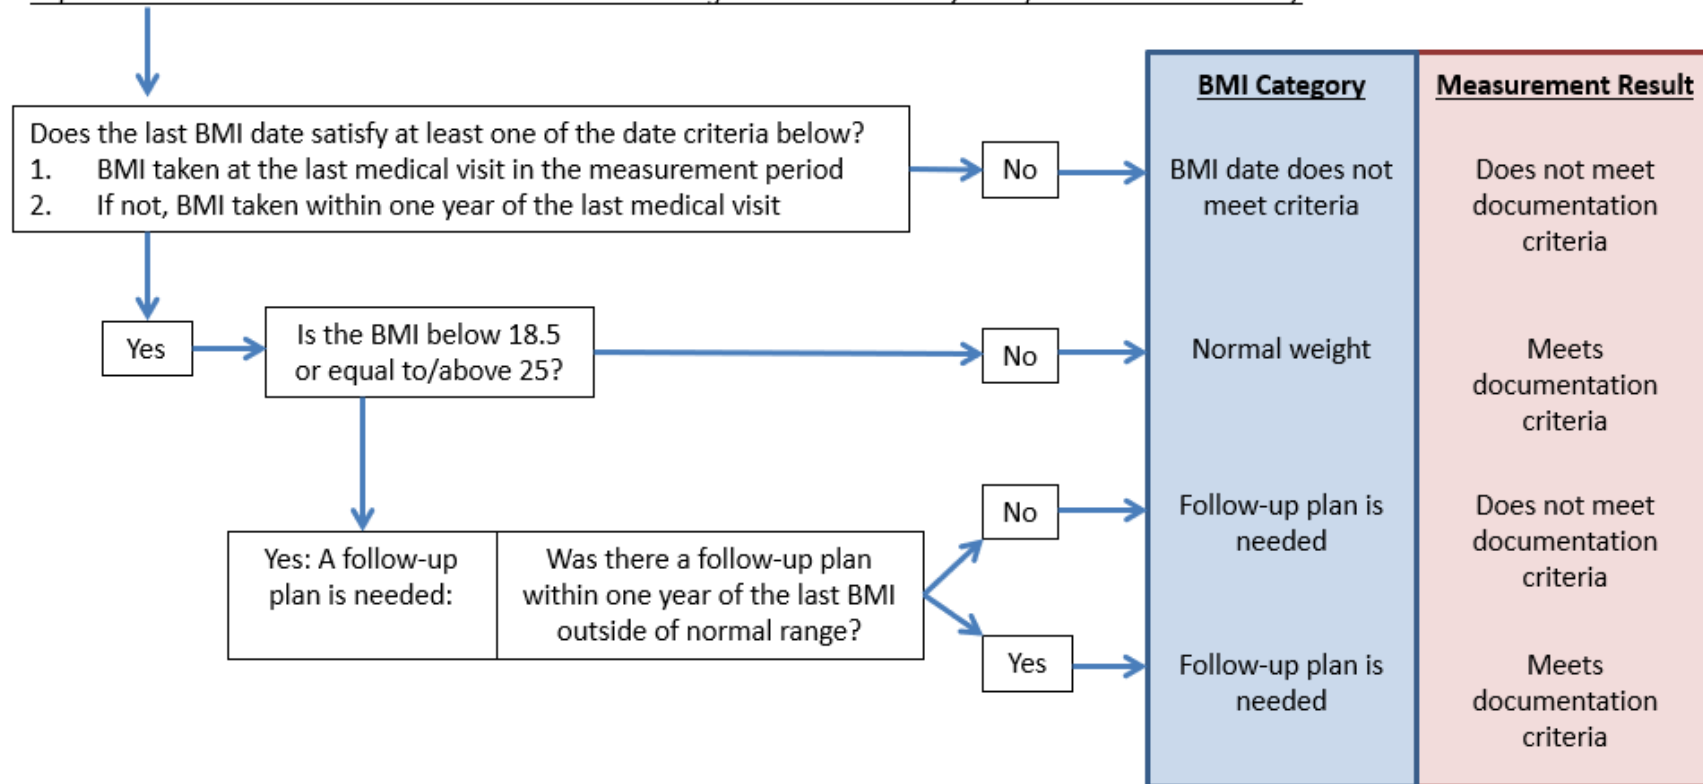 Does the last BMI date satisfy at least one of the date criteria below?
1. BMI taken at the last medical visit in the measurement period
2. If not, BMI taken within one year of the last medical visit
No
BMI Category
Measurement Result
BMI date does not
meet criteria
Does not meet
documentation
criteria
Yes
Is the BMI below 18.5
or equal to/above 25?
No
Normal weight
Meets
documentation
criteria
Yes: A follow-up
plan is needed:
Was there a follow-up plan
within one year of the last BMI
outside of normal range?
No
Follow-up plan is
needed
Does not meet
documentation
criteria
Yes
Follow-up plan is
needed
Meets
documentation
criteria